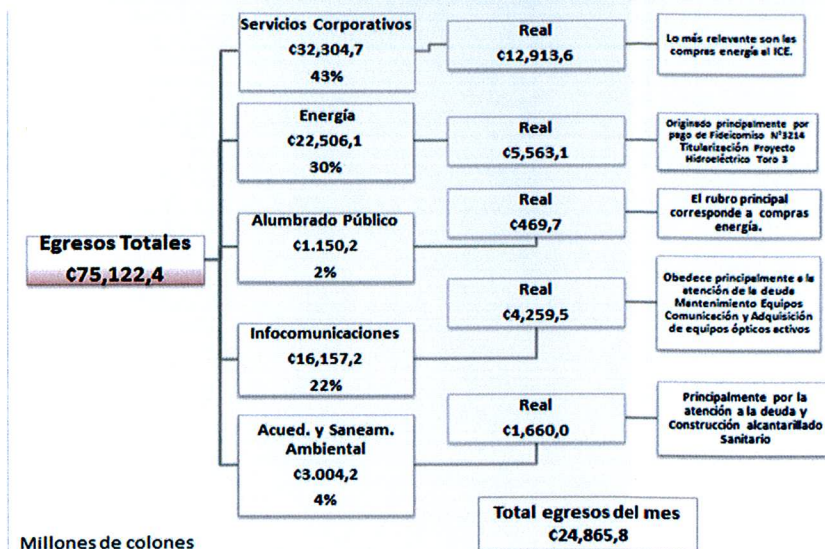 Servicios Corporativos
₡32,304,7
43%
Real
₡12,913,6
Lo más relevante son las
compras energía al ICE.
Energía
₡22,506,1
30%
Real
₡5,563,1
Originado principalmente por
pago de Fideicomiso N°3214
Titularización Proyecto
Hidroeléctrico Toro 3
Egresos Totales
₡75,122,4
Alumbrado Público
₡1.150,2
2%
Real
₡469,7
El rubro principal
corresponde a compras
energía.
Infocomunicaciones
₡16,157,2
22%
Real
₡4,259,5
Obedece principalmente a la
atención de la deuda
Mantenimiento Equipos
Comunicación y Adquisición
de equipos ópticos activos
Acued. y Saneam.
Ambiental
₡3.004,2
4%
Real
₡1,660,0
Principalmente por la
atención a la deuda y
Construcción alcantarillado
Sanitario
Total egresos del mes
₡24,865,8
Millones de colones